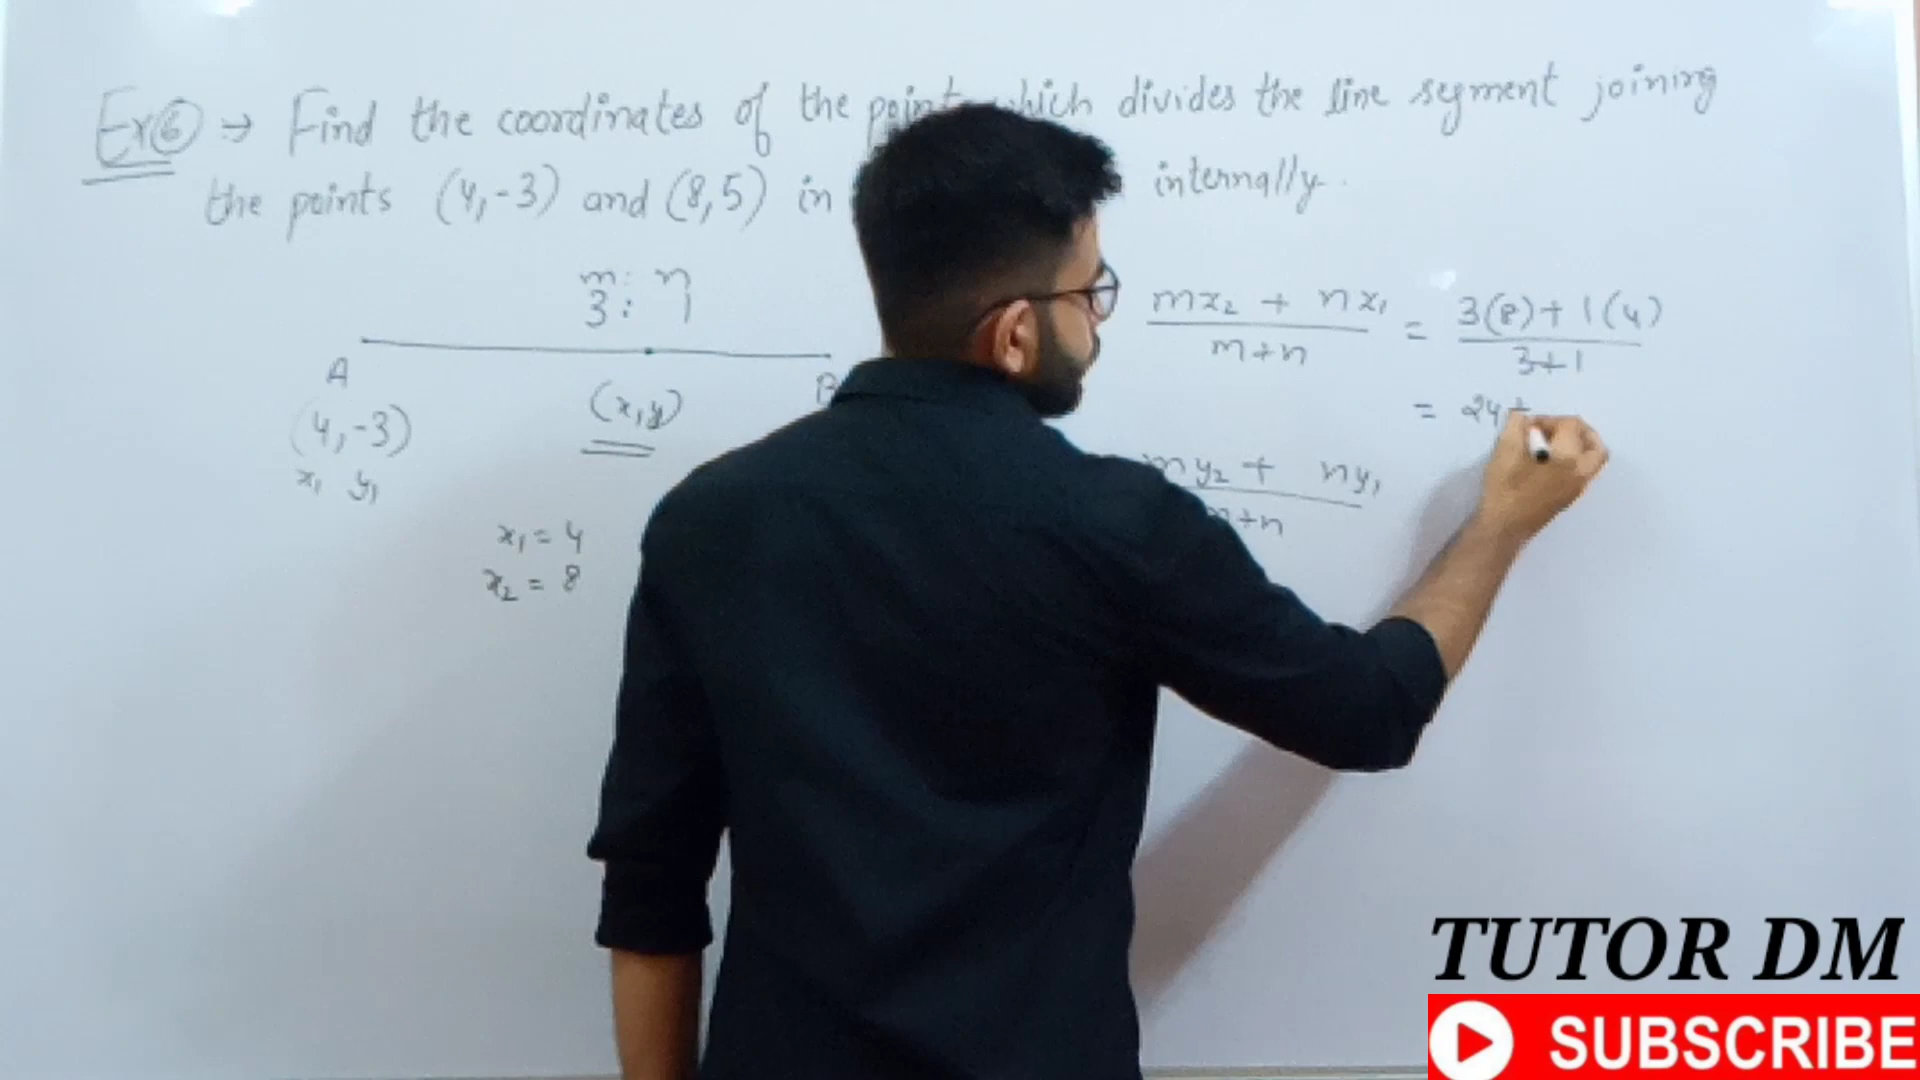 Ex⑥ → Find the coordinates of the point which divides the line segment joining
the points (4,-3) and (8,5) in internally.
m : n
3 : 1
A
B
(4,-3)
x₁ y₁
(x,y)
x₁ = 4
x₂ = 8
mx₂ + nx₁ / m+n = 3(8)+1(4) / 3+1
= 24+
my₂ + ny₁ / m+n
TUTOR DM
SUBSCRIBE